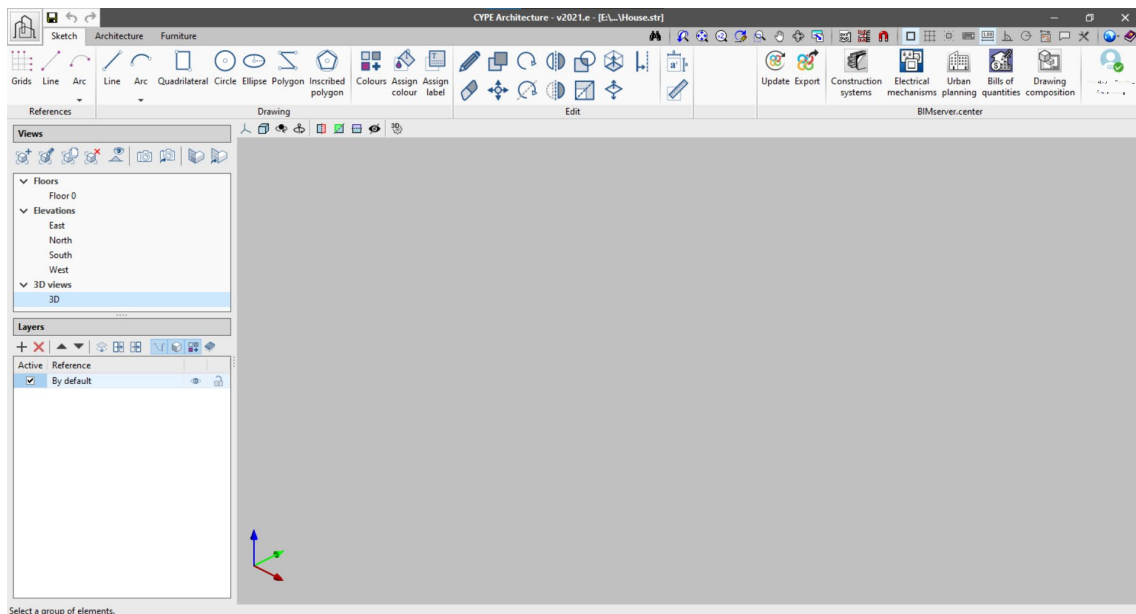 CYPE Architecture - v2021.e - [E:\...\House.str]
Sketch Architecture Furniture
Grids Line Arc Line Arc Quadrilateral Circle Ellipse Polygon Inscribed polygon Colours Assign colour Assign label Update Export Construction systems Electrical mechanisms Urban planning Bills of quantities Drawing composition
References Drawing Edit BIMserver.center
Views
Floors
Floor 0
Elevations
East
North
South
West
3D views
3D
Layers
Active Reference
By default
Select a group of elements.